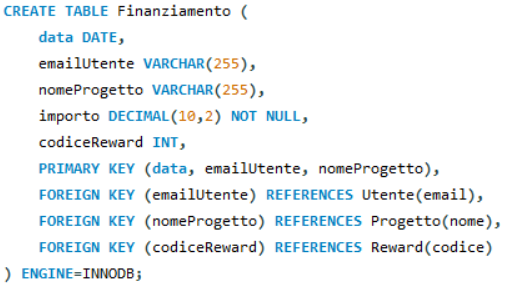 CREATE TABLE Finanziamento (
    data DATE,
    emailUtente VARCHAR(255),
    nomeProgetto VARCHAR(255),
    importo DECIMAL(10,2) NOT NULL,
    codiceReward INT,
    PRIMARY KEY (data, emailUtente, nomeProgetto),
    FOREIGN KEY (emailUtente) REFERENCES Utente(email),
    FOREIGN KEY (nomeProgetto) REFERENCES Progetto(nome),
    FOREIGN KEY (codiceReward) REFERENCES Reward(codice)
) ENGINE=INNODB;